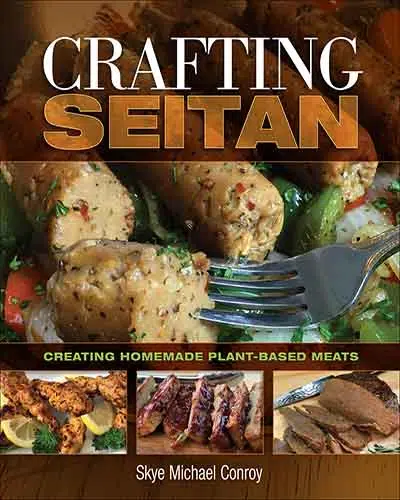 CRAFTING
SEITAN
CREATING HOMEMADE PLANT-BASED MEATS
Skye Michael Conroy